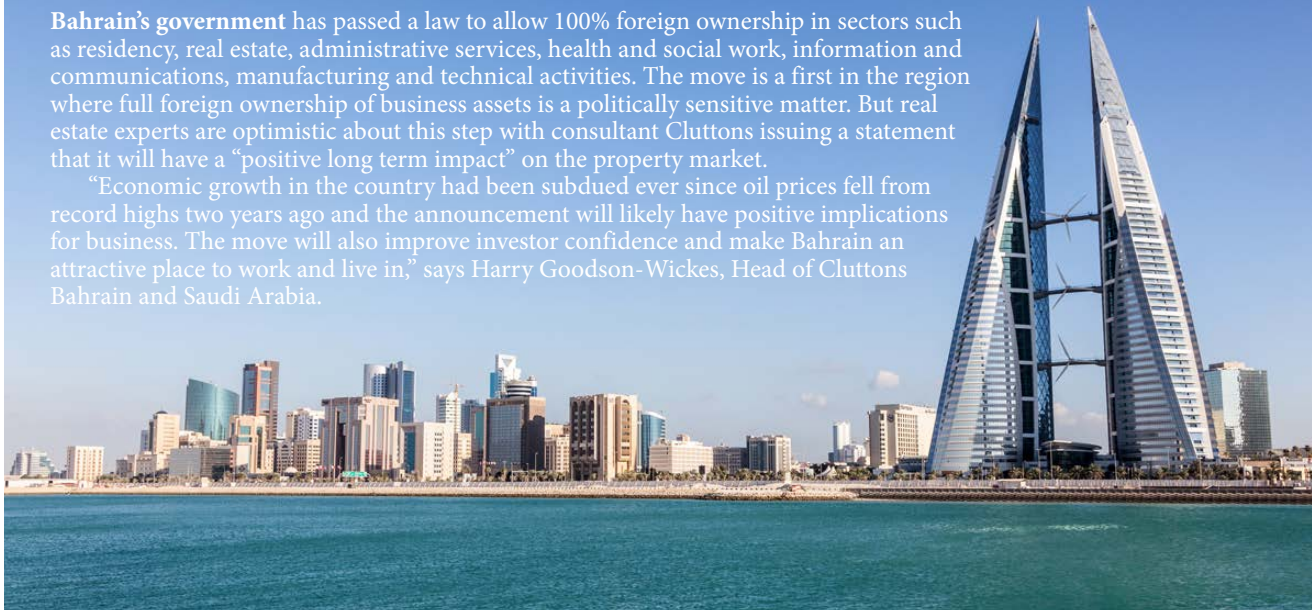 Bahrain’s government has passed a law to allow 100% foreign ownership in sectors such
as residency, real estate, administrative services, health and social work, information and
communications, manufacturing and technical activities. The move is a first in the region
where full foreign ownership of business assets is a politically sensitive matter. But real
estate experts are optimistic about this step with consultant Cluttons issuing a statement
that it will have a “positive long term impact” on the property market.
“Economic growth in the country had been subdued ever since oil prices fell from
record highs two years ago and the announcement will likely have positive implications
for business. The move will also improve investor confidence and make Bahrain an
attractive place to work and live in,” says Harry Goodson-Wickes, Head of Cluttons
Bahrain and Saudi Arabia.